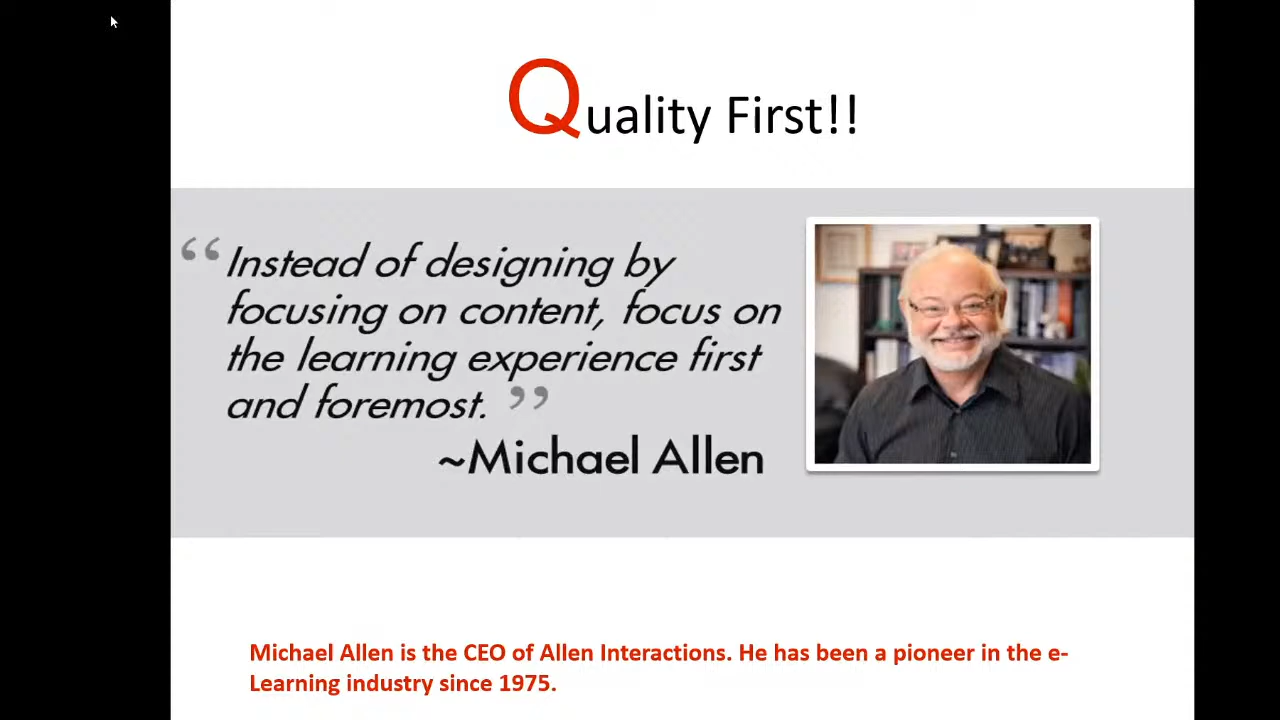 Quality First!!
“Instead of designing by
focusing on content, focus on
the learning experience first
and foremost.”
~Michael Allen
Michael Allen is the CEO of Allen Interactions. He has been a pioneer in the e-
Learning industry since 1975.